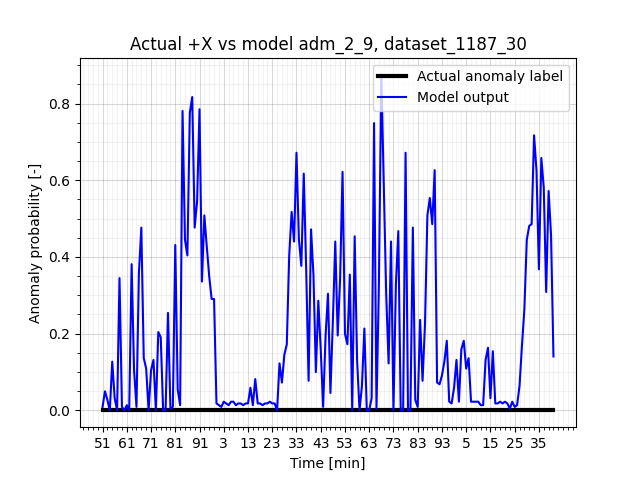 Actual +X vs model adm_2_9, dataset_1187_30
Actual anomaly label
Model output
Anomaly probability [-]
0.8
0.6
0.4
0.2
0.0
51 61 71 81 91 3 13 23 33 43 53 63 73 83 93 5 15 25 35
Time [min]